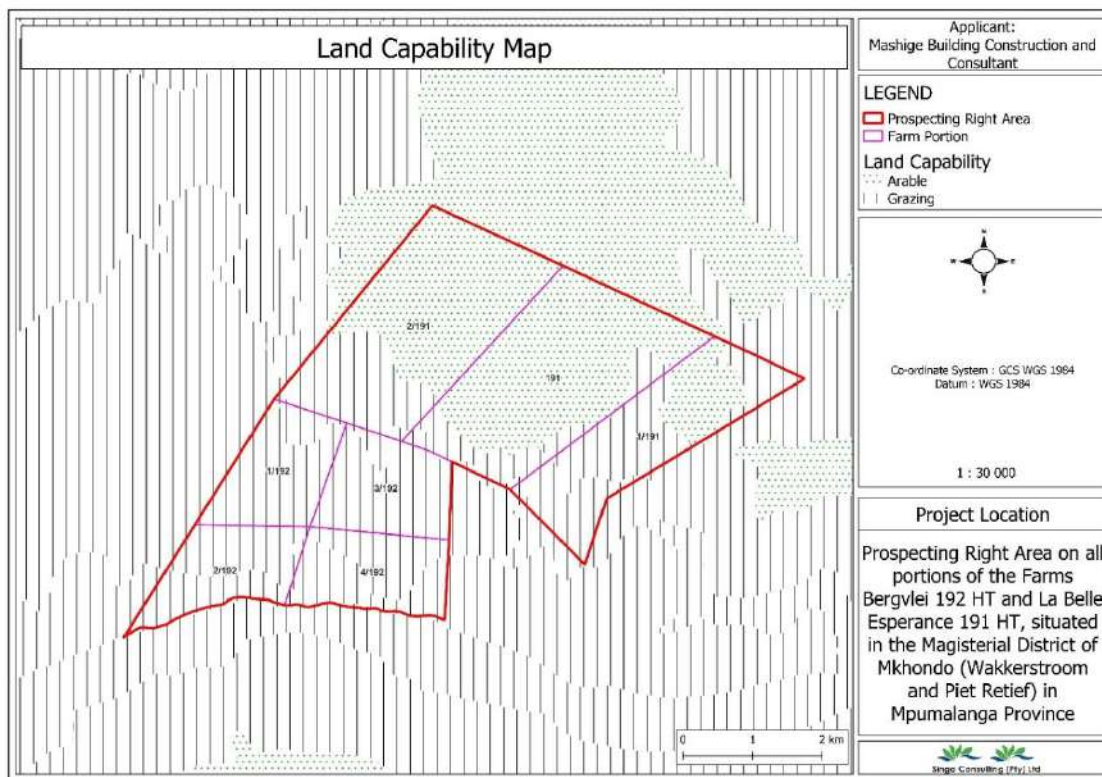 Land Capability Map
Applicant:
Mashige Building Construction and
Consultant
LEGEND
Prospecting Right Area
Farm Portion
Land Capability
Arable
Grazing
N
W
E
S
Co-ordinate System : GCS WGS 1984
Datum : WGS 1984
1 : 30 000
Project Location
Prospecting Right Area on all
portions of the Farms
Bergvlei 192 HT and La Belle
Esperance 191 HT, situated
in the Magisterial District of
Mkhondo (Wakkerstroom
and Piet Retief) in
Mpumalanga Province
Singo Consulting (Pty) Ltd
2/191
191
1/191
1/192
3/192
2/192
4/192
0 1 2 km